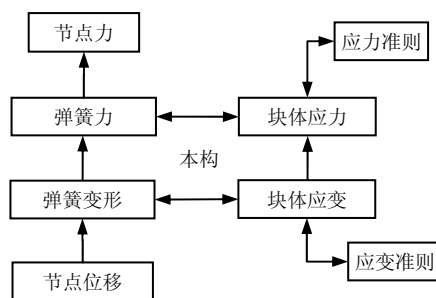 节点力
应力准则
弹簧力
块体应力
本构
弹簧变形
块体应变
节点位移
应变准则